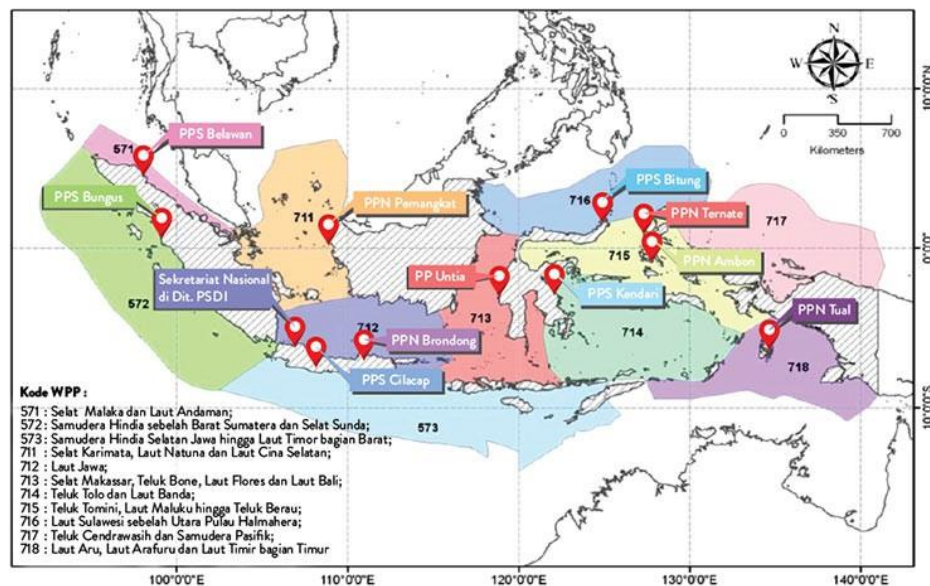 N
W E
S
0 350 700
Kilometers
10°0'0"N
0°0'0"
10°0'0"S
571
PPS Belawan
PPS Bungus
711
PPN Pemangkat
716
PPS Bitung
PPN Ternate
717
715
PPN Ambon
Sekretariat Nasional
di Dit. PSDI
PP Untia
PPS Kendari
572
712
PPN Brondong
713
714
PPN Tual
718
PPS Cilacap
573
Kode WPP :
571 : Selat Malaka dan Laut Andaman;
572 : Samudera Hindia sebelah Barat Sumatera dan Selat Sunda;
573 : Samudera Hindia Selatan Jawa hingga Laut Timor bagian Barat;
711 : Selat Karimata, Laut Natuna dan Laut Cina Selatan;
712 : Laut Jawa;
713 : Selat Makassar, Teluk Bone, Laut Flores dan Laut Bali;
714 : Teluk Tolo dan Laut Banda;
715 : Teluk Tomini, Laut Maluku hingga Teluk Berau;
716 : Laut Sulawesi sebelah Utara Pulau Halmahera;
717 : Teluk Cendrawasih dan Samudera Pasifik;
718 : Laut Aru, Laut Arafuru dan Laut Timir bagian Timur
100°0'0"E 110°0'0"E 120°0'0"E 130°0'0"E 140°0'0"E